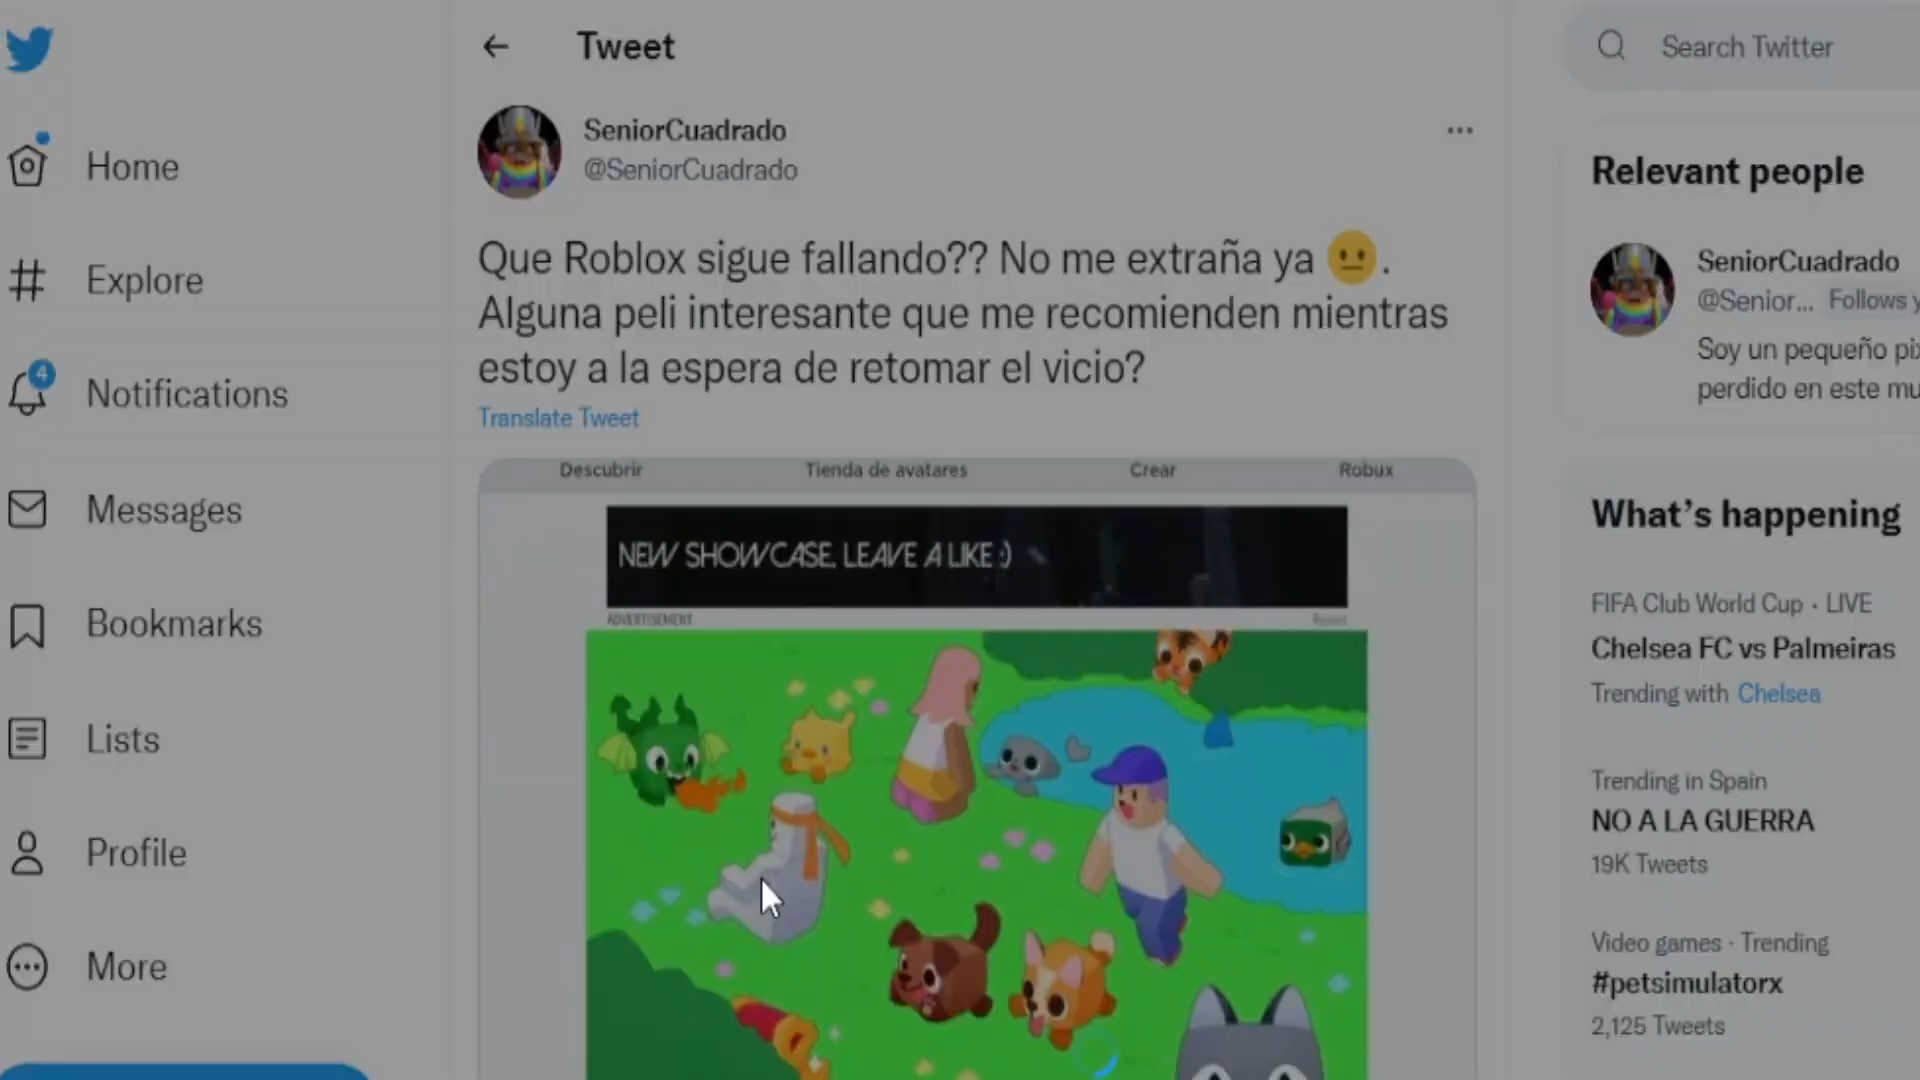 Tweet
Search Twitter
SeniorCuadrado
@SeniorCuadrado
Home
Explore
4
Notifications
Messages
Bookmarks
Lists
Profile
More
Que Roblox sigue fallando?? No me extraña ya 😐.
Alguna peli interesante que me recomienden mientras
estoy a la espera de retomar el vicio?
Translate Tweet
Descubrir Tienda de avatares Crear Robux
NEW SHOWCASE. LEAVE A LIKE :)
ADVERTISEMENT
Relevant people
SeniorCuadrado
@Senior... Follows y
Soy un pequeño pix
perdido en este mu
What's happening
FIFA Club World Cup · LIVE
Chelsea FC vs Palmeiras
Trending with Chelsea
Trending in Spain
NO A LA GUERRA
19K Tweets
Video games · Trending
#petsimulatorx
2,125 Tweets